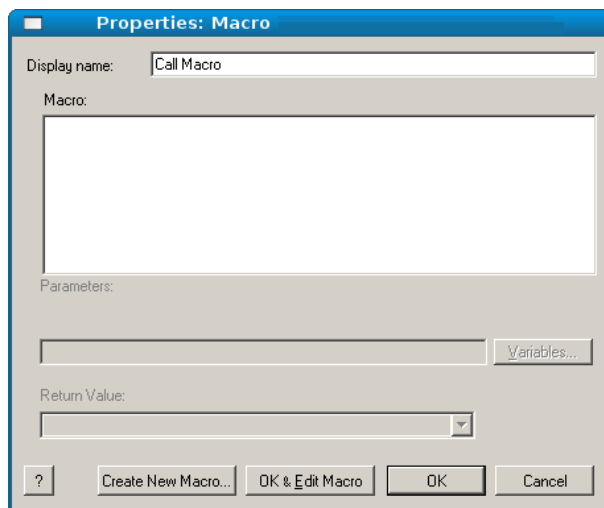 Properties: Macro
Display name: Call Macro
Macro:
Parameters:
Variables...
Return Value:
? Create New Macro... OK & Edit Macro OK Cancel